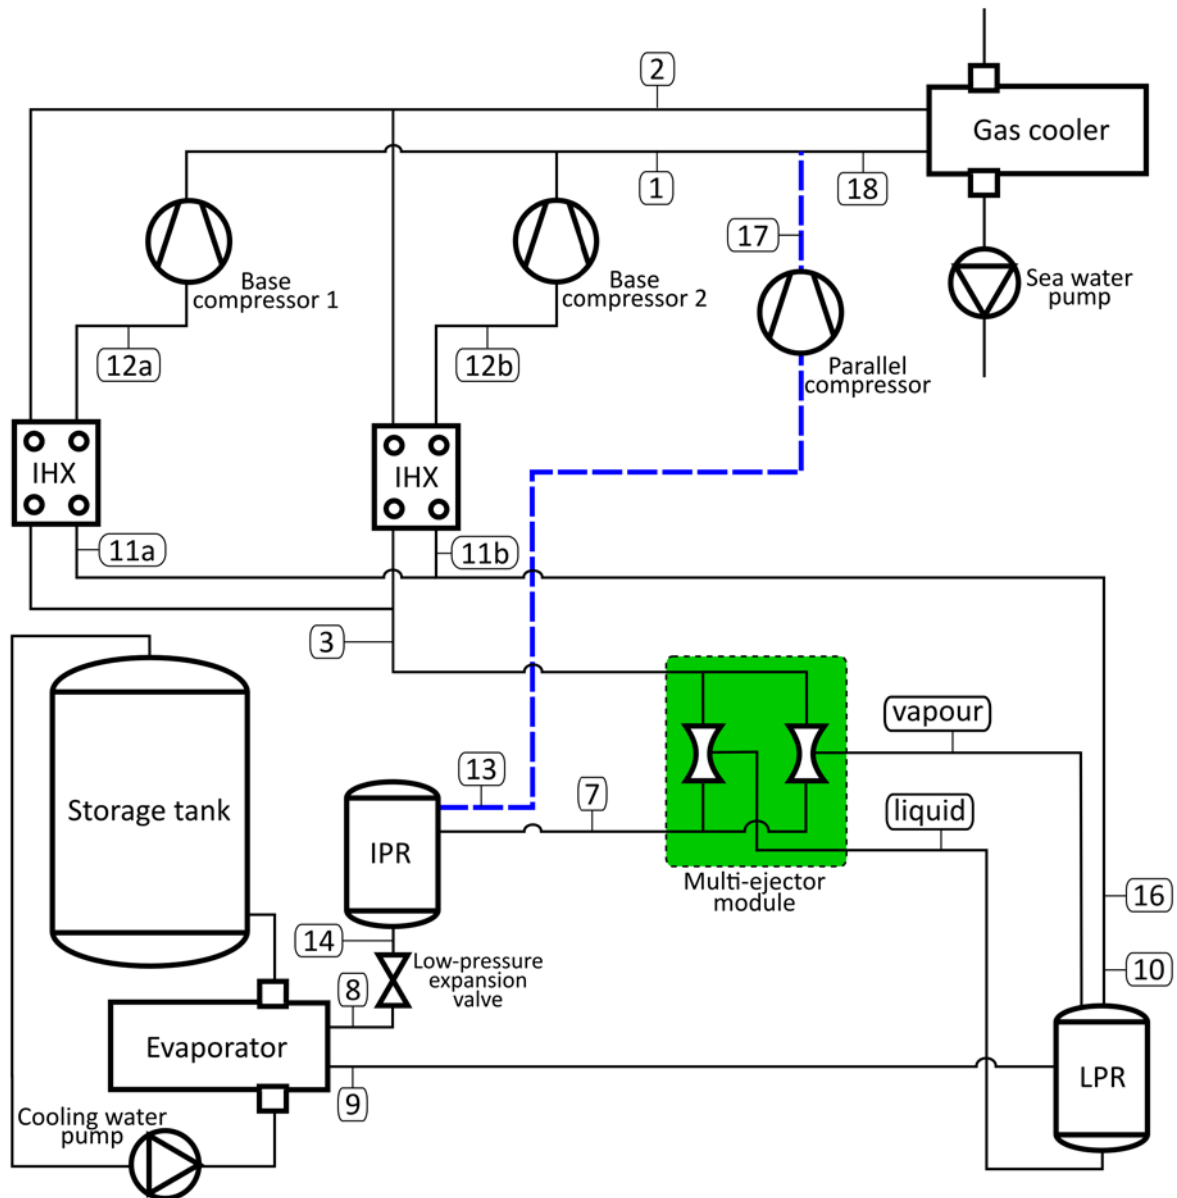 2
Gas cooler
1
18
17
Base
compressor 1
Base
compressor 2
Sea water
pump
12a
12b
Parallel
compressor
IHX
IHX
11a
11b
3
vapour
13
7
liquid
Storage tank
IPR
Multi-ejector
module
16
14
Low-pressure
expansion
valve
10
8
Evaporator
LPR
9
Cooling water
pump